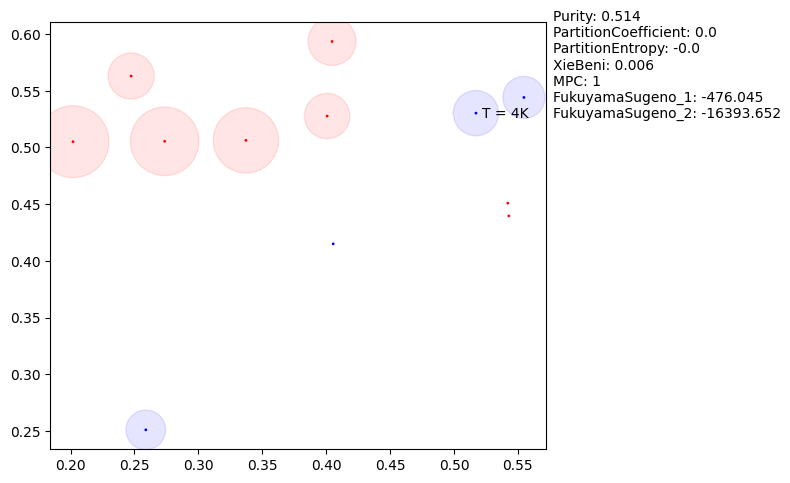 Purity: 0.514
PartitionCoefficient: 0.0
PartitionEntropy: -0.0
XieBeni: 0.006
MPC: 1
FukuyamaSugeno_1: -476.045
FukuyamaSugeno_2: -16393.652
0.60
0.55
0.50
0.45
0.40
0.35
0.30
0.25
T = 4K
0.20 0.25 0.30 0.35 0.40 0.45 0.50 0.55